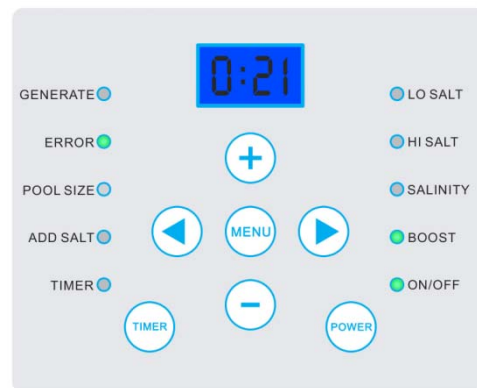 0:21
GENERATE
ERROR
POOL SIZE
ADD SALT
TIMER
LO SALT
HI SALT
SALINITY
BOOST
ON/OFF
+
MENU
−
TIMER
POWER